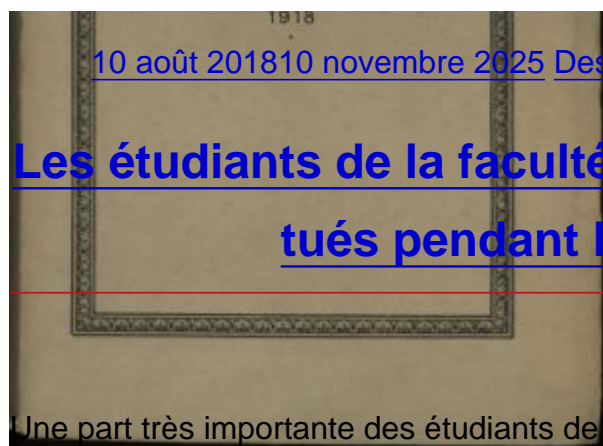 1918
10 août 201810 novembre 2025 Des
Les étudiants de la faculté
tués pendant l
Une part très importante des étudiants de